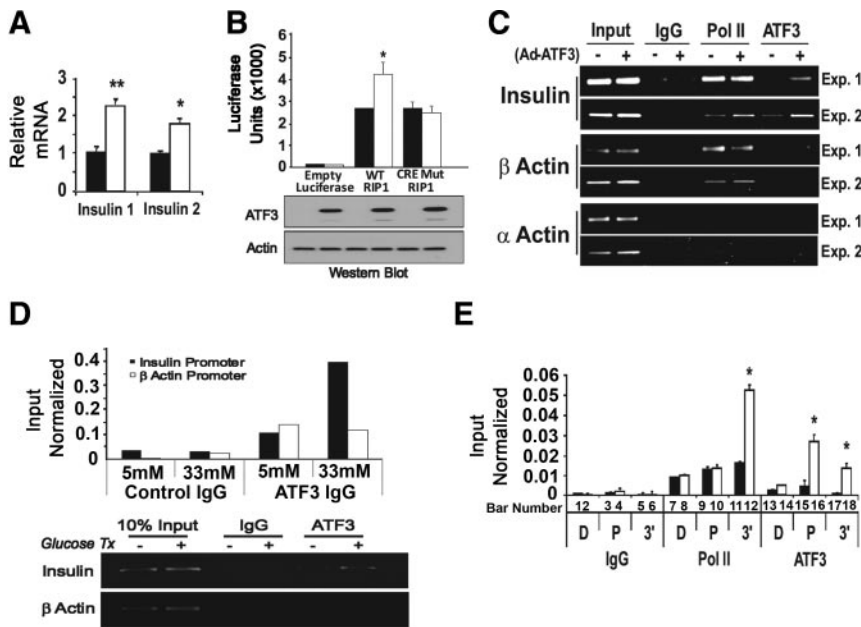 A
Relative
mRNA
3
2
1
0
**
*
Insulin 1 Insulin 2
B
Luciferase
Units (x1000)
6
5
4
3
2
1
0
*
Empty WT CRE Mut
Luciferase RIP1 RIP1
ATF3
Actin
Western Blot
C
Input IgG Pol II ATF3
(Ad-ATF3) - + - + - + - +
Insulin
Exp. 1
Exp. 2
β Actin
Exp. 1
Exp. 2
α Actin
Exp. 1
Exp. 2
D
Input
Normalized
0.4
0.3
0.2
0.1
0
Insulin Promoter
β Actin Promoter
5mM 33mM 5mM 33mM
Control IgG ATF3 IgG
10% Input IgG ATF3
Glucose Tx - + - + - +
Insulin
β Actin
E
Input
Normalized
0.06
0.05
0.04
0.03
0.02
0.01
0.00
*
*
*
Bar Number 1 2 3 4 5 6 7 8 9 10 11 12 13 14 15 16 17 18
D P 3' D P 3' D P 3'
IgG Pol II ATF3